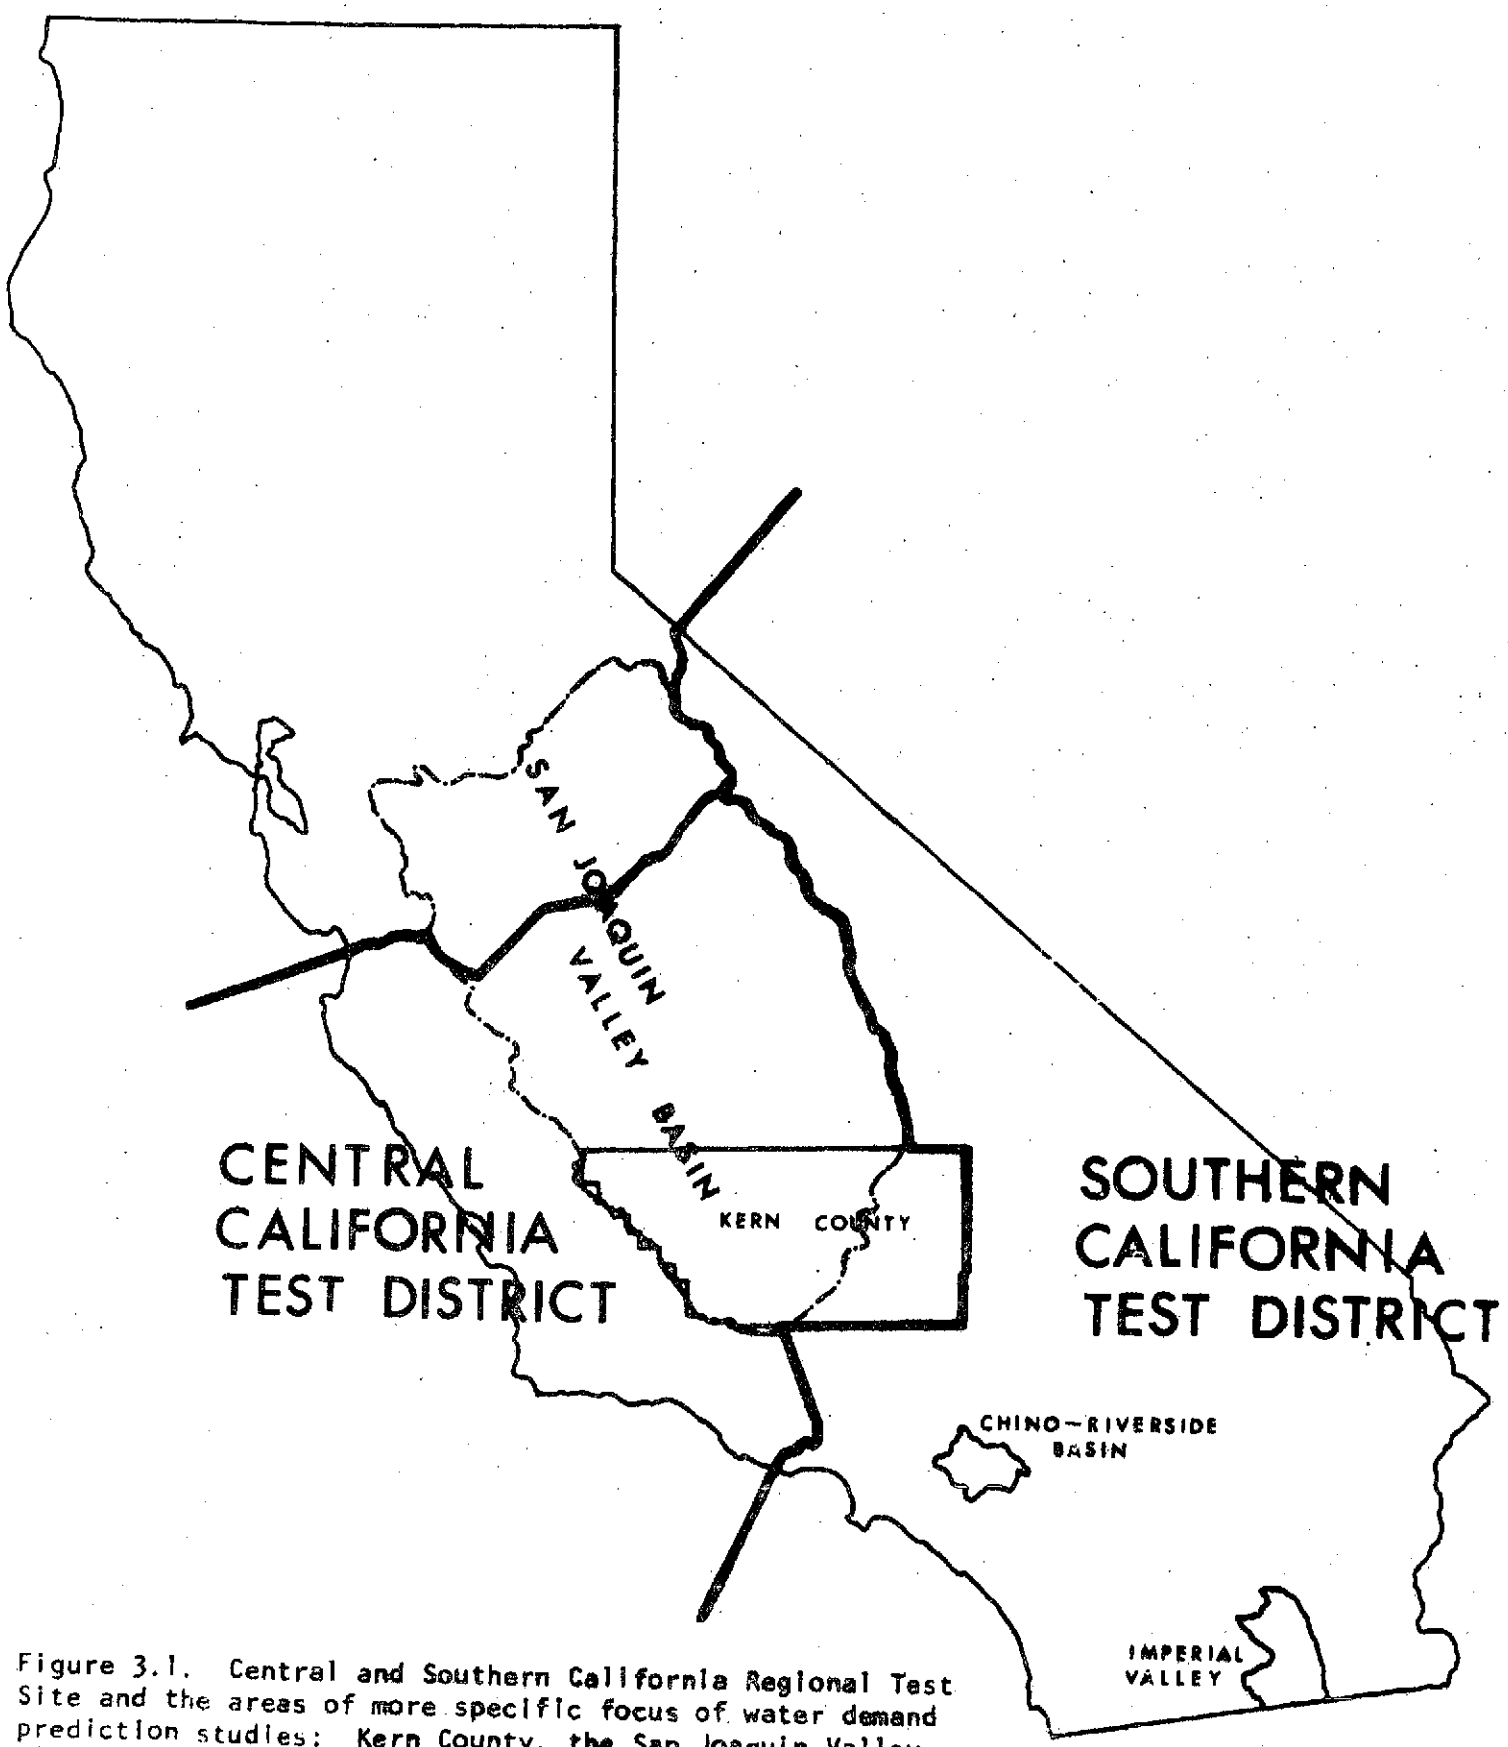 SAN JOAQUIN
VALLEY BASIN
CENTRAL
CALIFORNIA
TEST DISTRICT
KERN COUNTY
SOUTHERN
CALIFORNIA
TEST DISTRICT
CHINO-RIVERSIDE
BASIN
IMPERIAL
VALLEY
Figure 3.1. Central and Southern California Regional Test
Site and the areas of more specific focus of water demand
prediction studies: Kern County, the San Joaquin Valley